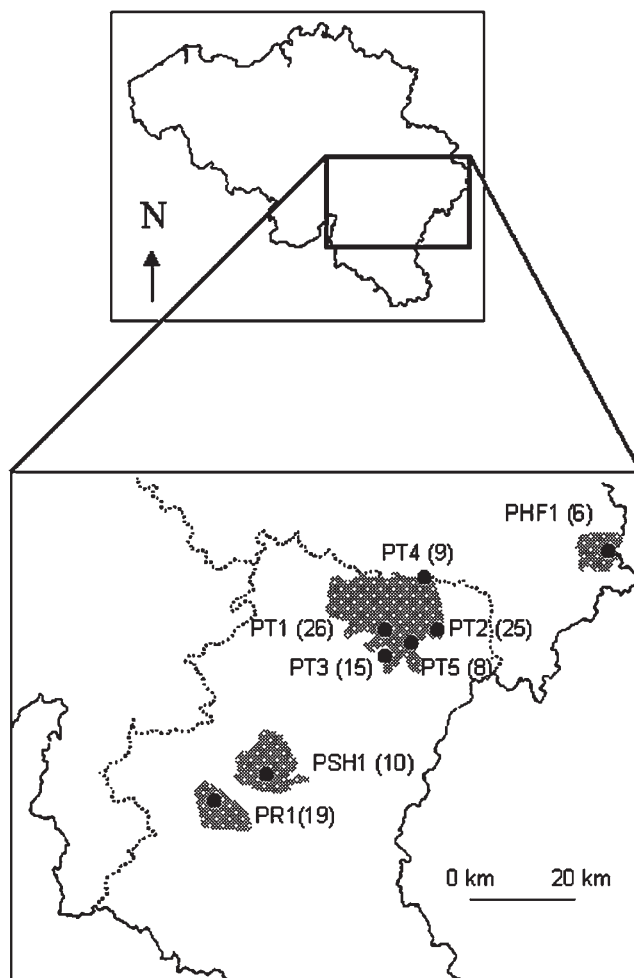 N
PHF1 (6)
PT4 (9)
PT1 (26)
PT2 (25)
PT3 (15)
PT5 (8)
PSH1 (10)
PR1(19)
0 km 20 km